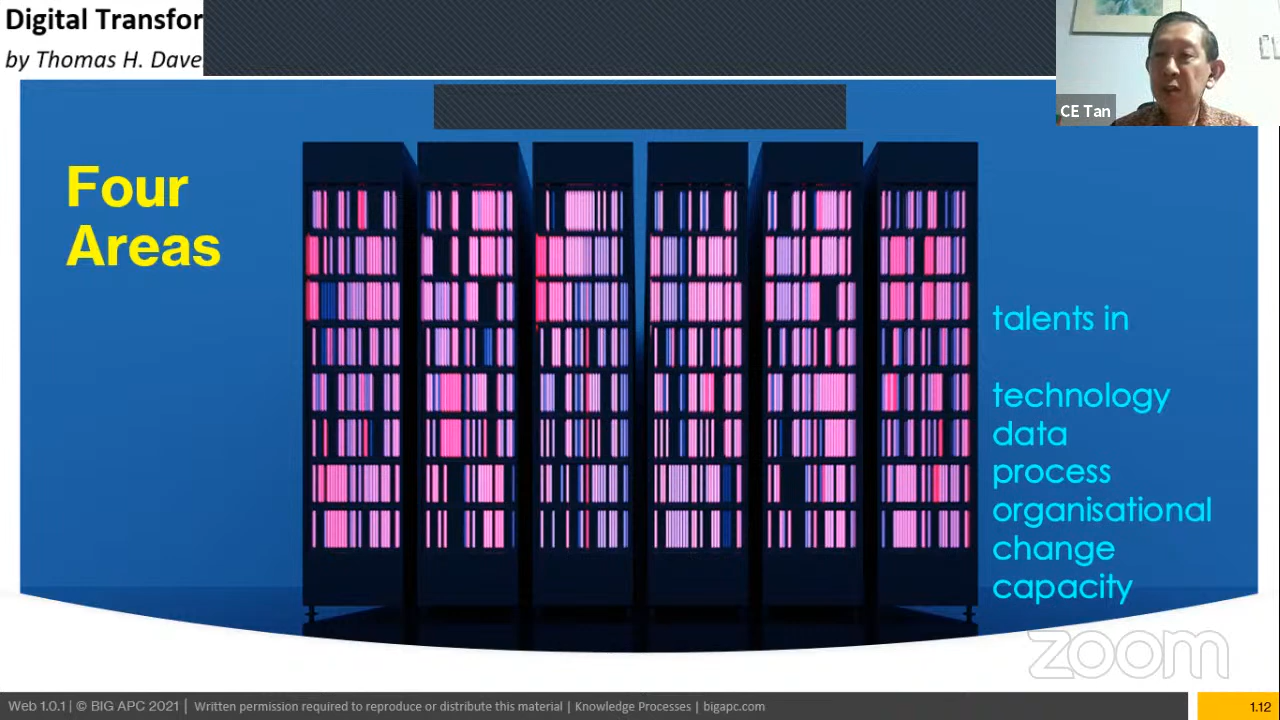 Digital Transfor
by Thomas H. Dave
CE Tan
Four
Areas
talents in
technology
data
process
organisational
change
capacity
zoom
Web 1.0.1 | © BIG APC 2021 | Written permission required to reproduce or distribute this material | Knowledge Processes | bigapc.com
1.12